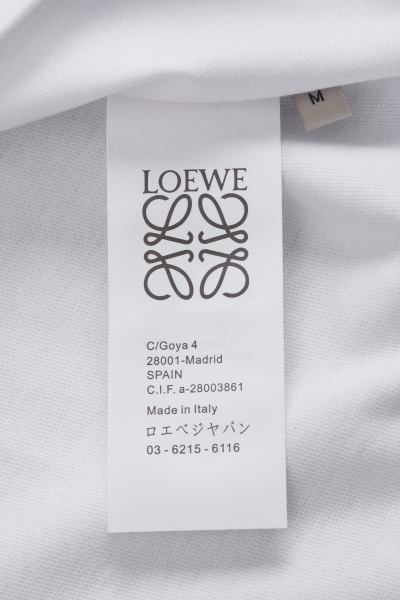 M
LOEWE
C/Goya 4
28001-Madrid
SPAIN
C.I.F. a-28003861
Made in Italy
ロエベジャパン
03 - 6215 - 6116